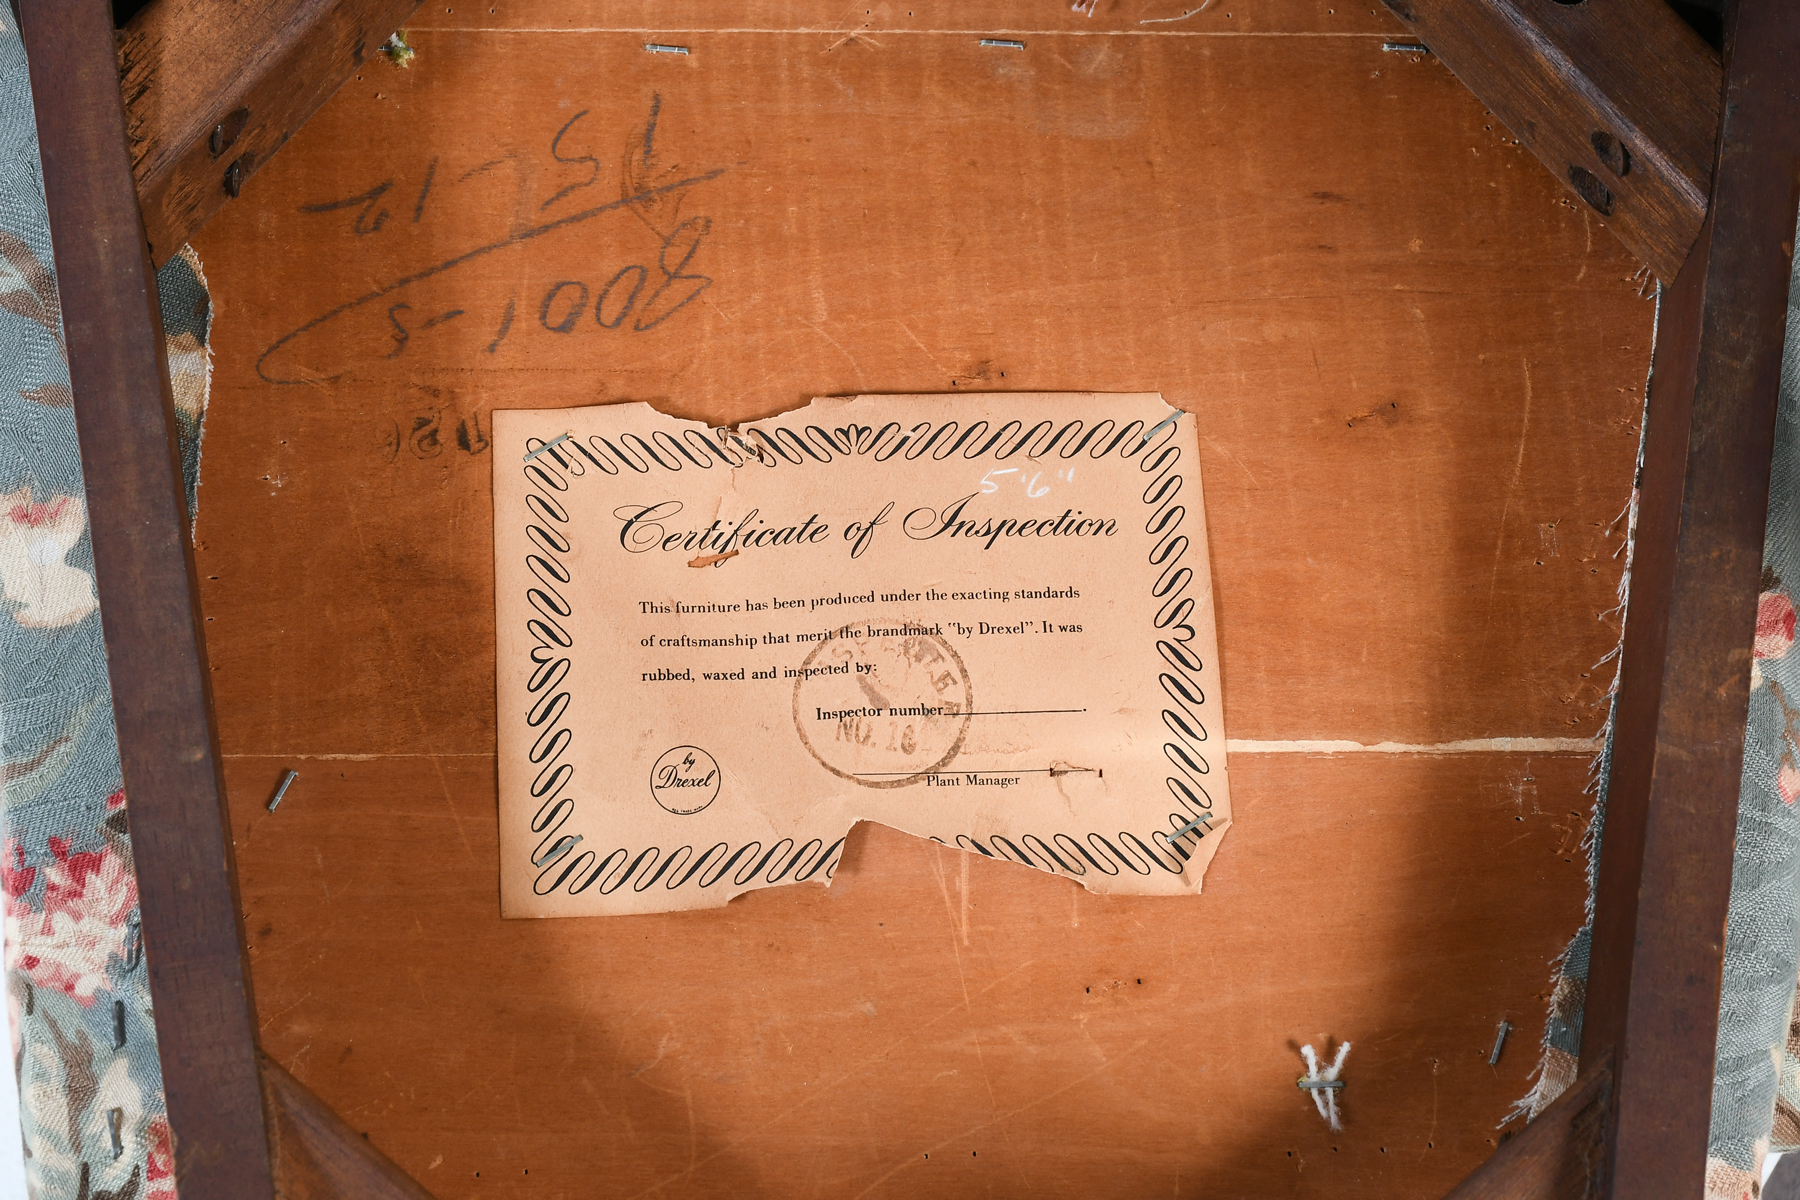 8001-5
5'6"
Certificate of Inspection
This furniture has been produced under the exacting standards
of craftsmanship that merit the brandmark "by Drexel". It was
rubbed, waxed and inspected by:
Inspector number
NO. 16
Plant Manager
by
Drexel